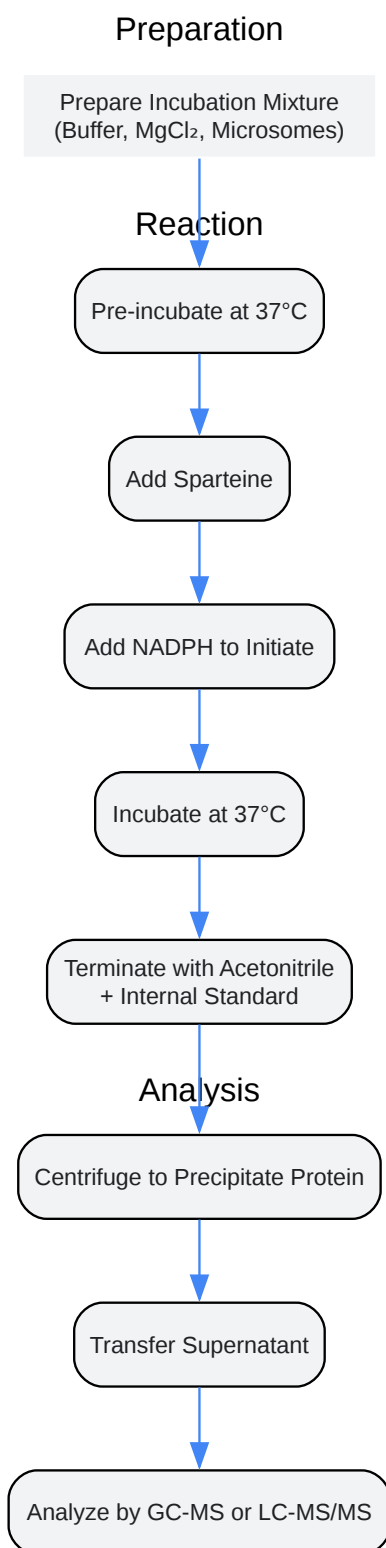 Preparation
Prepare Incubation Mixture
(Buffer, MgCl₂, Microsomes)
Reaction
Pre-incubate at 37°C
Add Sparteine
Add NADPH to Initiate
Incubate at 37°C
Terminate with Acetonitrile
+ Internal Standard
Analysis
Centrifuge to Precipitate Protein
Transfer Supernatant
Analyze by GC-MS or LC-MS/MS